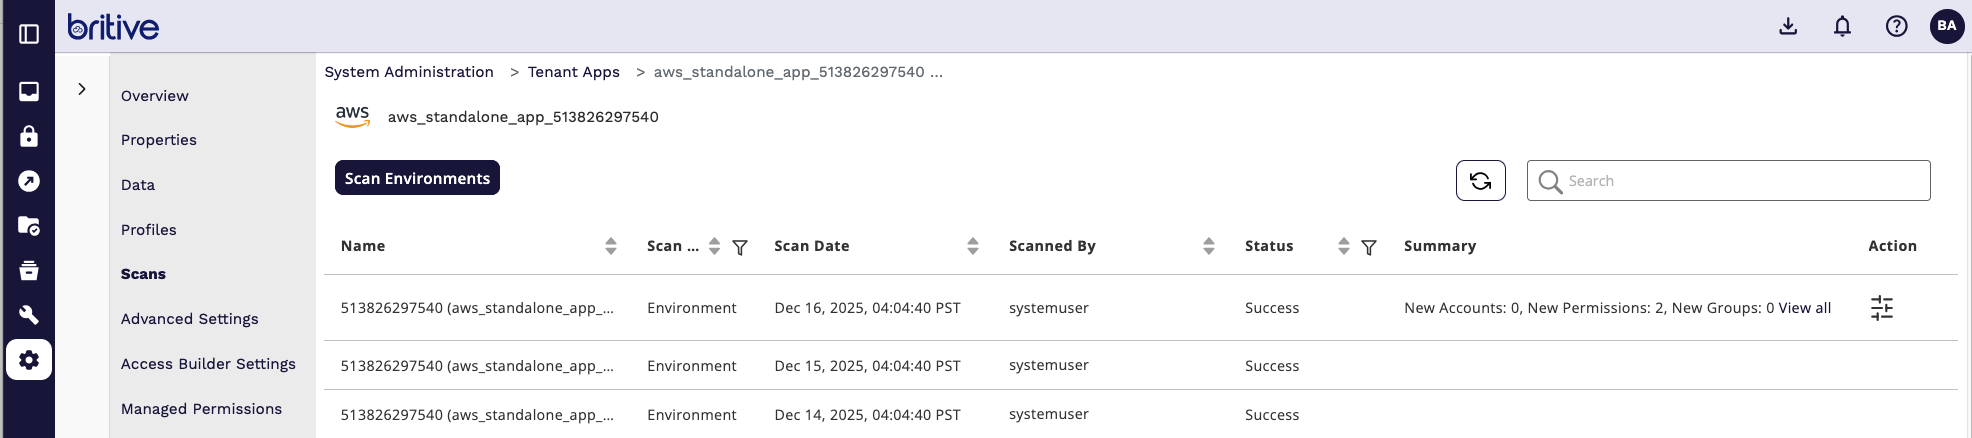 britive
BA
System Administration > Tenant Apps > aws_standalone_app_513826297540 ...
aws aws_standalone_app_513826297540
Overview
Properties
Data
Profiles
Scans
Advanced Settings
Access Builder Settings
Managed Permissions
Scan Environments
Search
Name Scan ... Scan Date Scanned By Status Summary Action
513826297540 (aws_standalone_app_... Environment Dec 16, 2025, 04:04:40 PST systemuser Success New Accounts: 0, New Permissions: 2, New Groups: 0 View all
513826297540 (aws_standalone_app_... Environment Dec 15, 2025, 04:04:40 PST systemuser Success
513826297540 (aws_standalone_app_... Environment Dec 14, 2025, 04:04:40 PST systemuser Success